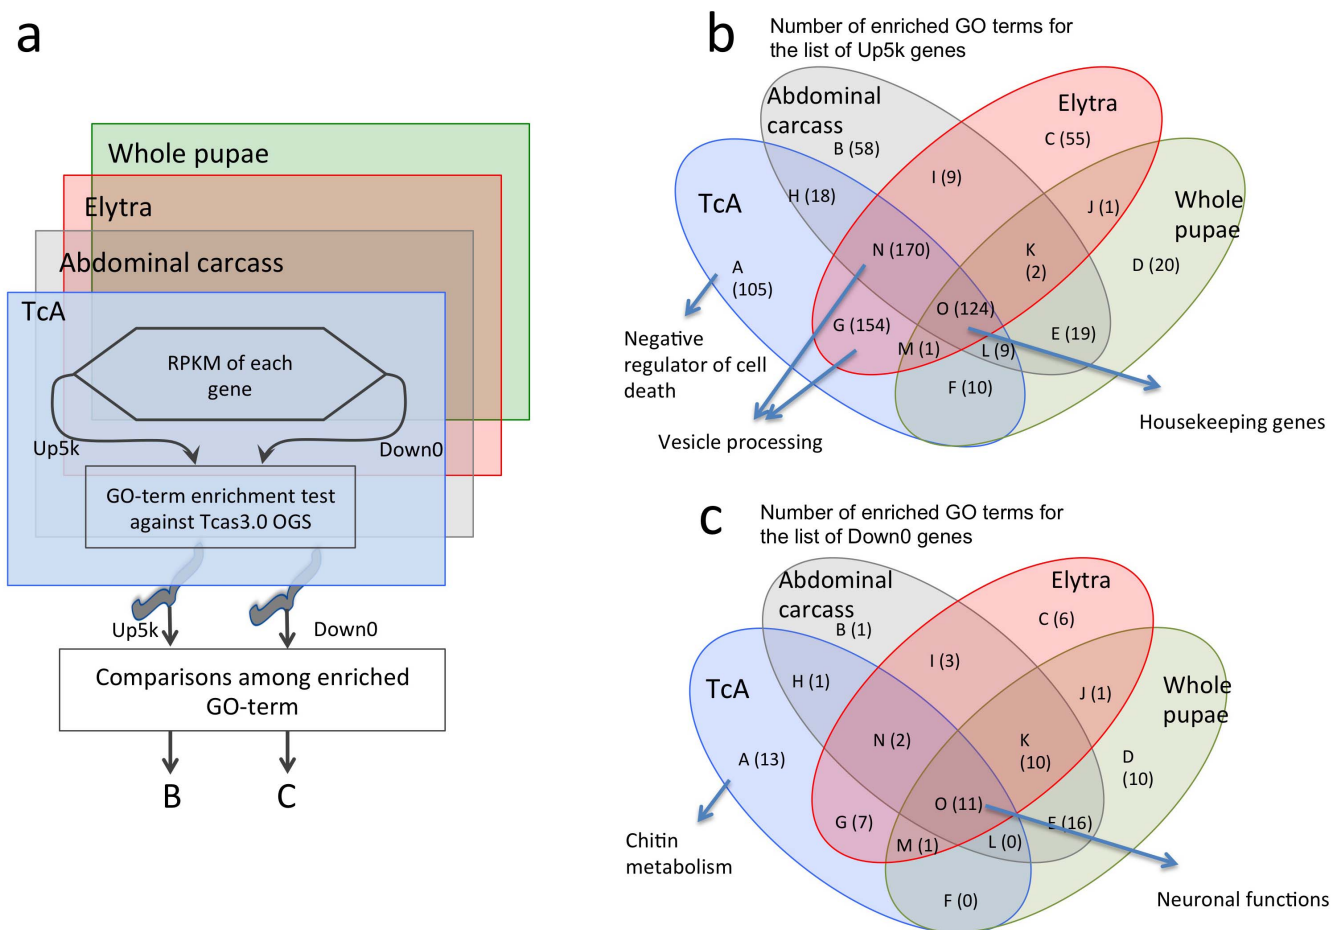 a
Whole pupae
Elytra
Abdominal carcass
TcA
RPKM of each
gene
Up5k
Down0
GO-term enrichment test
against Tcas3.0 OGS
Up5k
Down0
Comparisons among enriched
GO-term
B
C
b
Number of enriched GO terms for
the list of Up5k genes
Abdominal
carcass
Elytra
TcA
Whole
pupae
B (58)
C (55)
I (9)
H (18)
J (1)
N (170)
K
(2)
D (20)
A
(105)
O (124)
G (154)
M (1)
L (9)
E (19)
F (10)
Negative
regulator of cell
death
Vesicle processing
Housekeeping genes
c
Number of enriched GO terms for
the list of Down0 genes
Abdominal
carcass
Elytra
TcA
Whole
pupae
B (1)
C (6)
I (3)
H (1)
J (1)
N (2)
K
(10)
D
(10)
A (13)
O (11)
G (7)
M (1)
L (0)
E (16)
F (0)
Chitin
metabolism
Neuronal functions